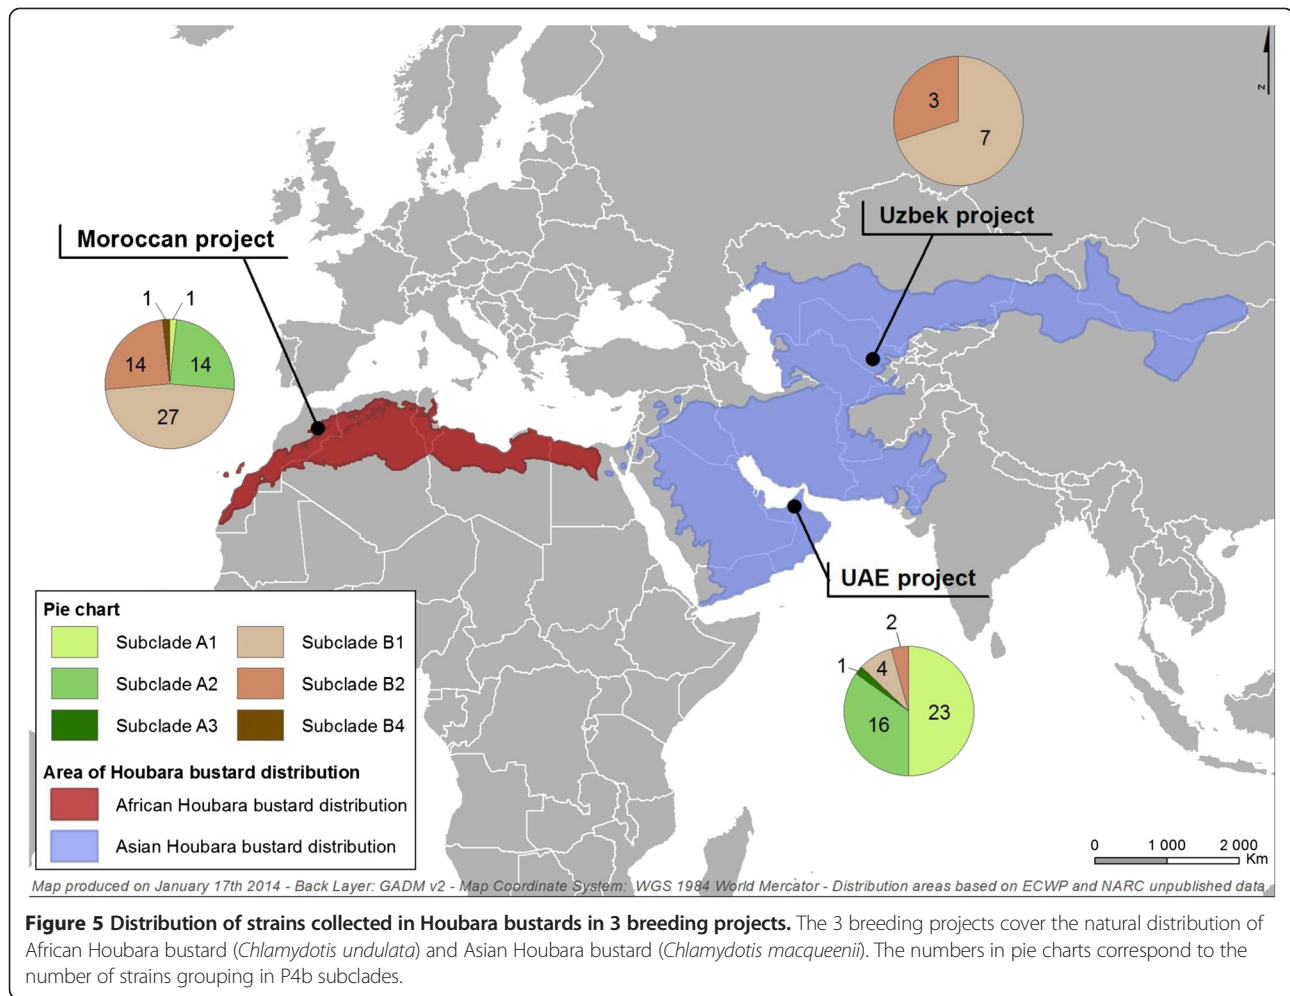 N
3
7
Uzbek project
Moroccan project
1
1
14
14
27
UAE project
2
1
4
16
23
Pie chart
Subclade A1
Subclade B1
Subclade A2
Subclade B2
Subclade A3
Subclade B4
Area of Houbara bustard distribution
African Houbara bustard distribution
Asian Houbara bustard distribution
0 1 000 2 000
Km
Map produced on January 17th 2014 - Back Layer: GADM v2 - Map Coordinate System: WGS 1984 World Mercator - Distribution areas based on ECWP and NARC unpublished data.
Figure 5 Distribution of strains collected in Houbara bustards in 3 breeding projects. The 3 breeding projects cover the natural distribution of
African Houbara bustard (Chlamydotis undulata) and Asian Houbara bustard (Chlamydotis macqueenii). The numbers in pie charts correspond to the
number of strains grouping in P4b subclades.